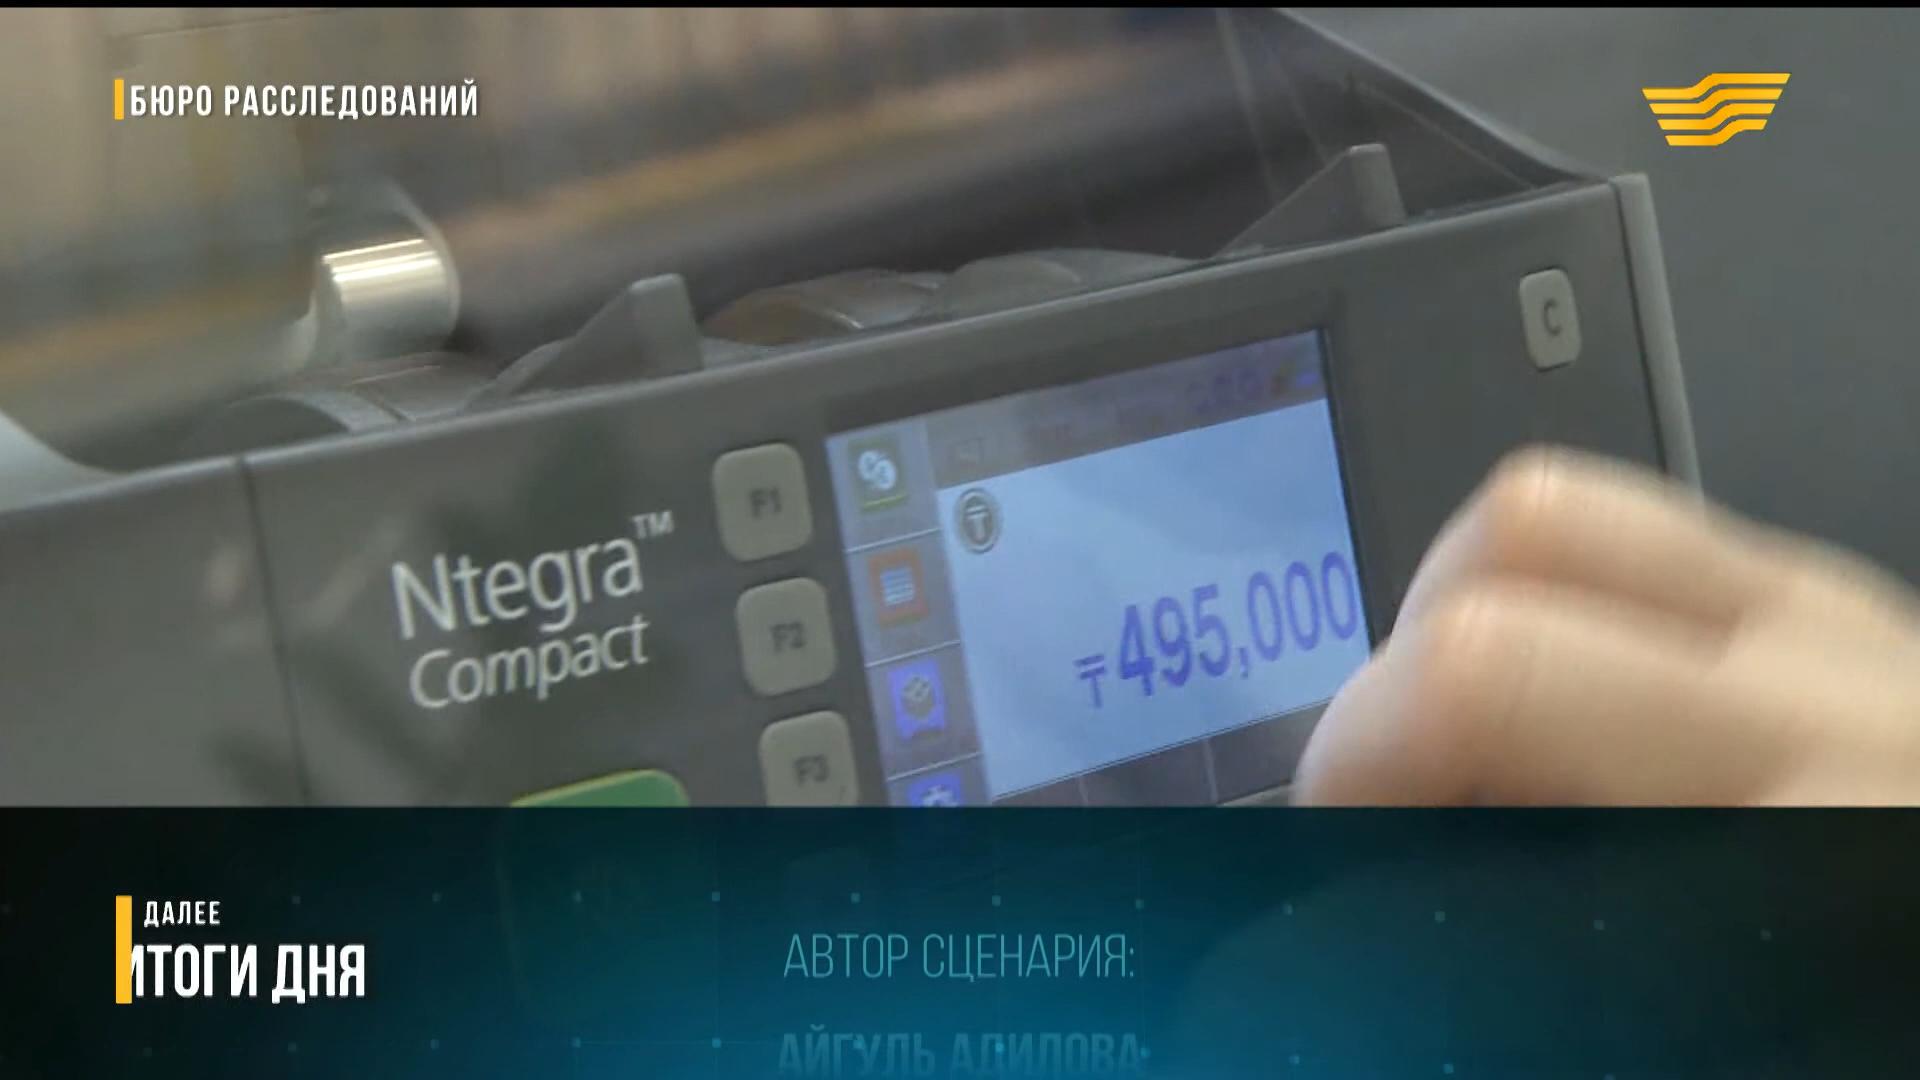 БЮРО РАССЛЕДОВАНИЙ
C
Ntegra™
Compact
F1
F2
F3
₸495,000
ДАЛЕЕ
ИТОГИ ДНЯ
АВТОР СЦЕНАРИЯ:
АЙГУЛЬ АДИЛОВА